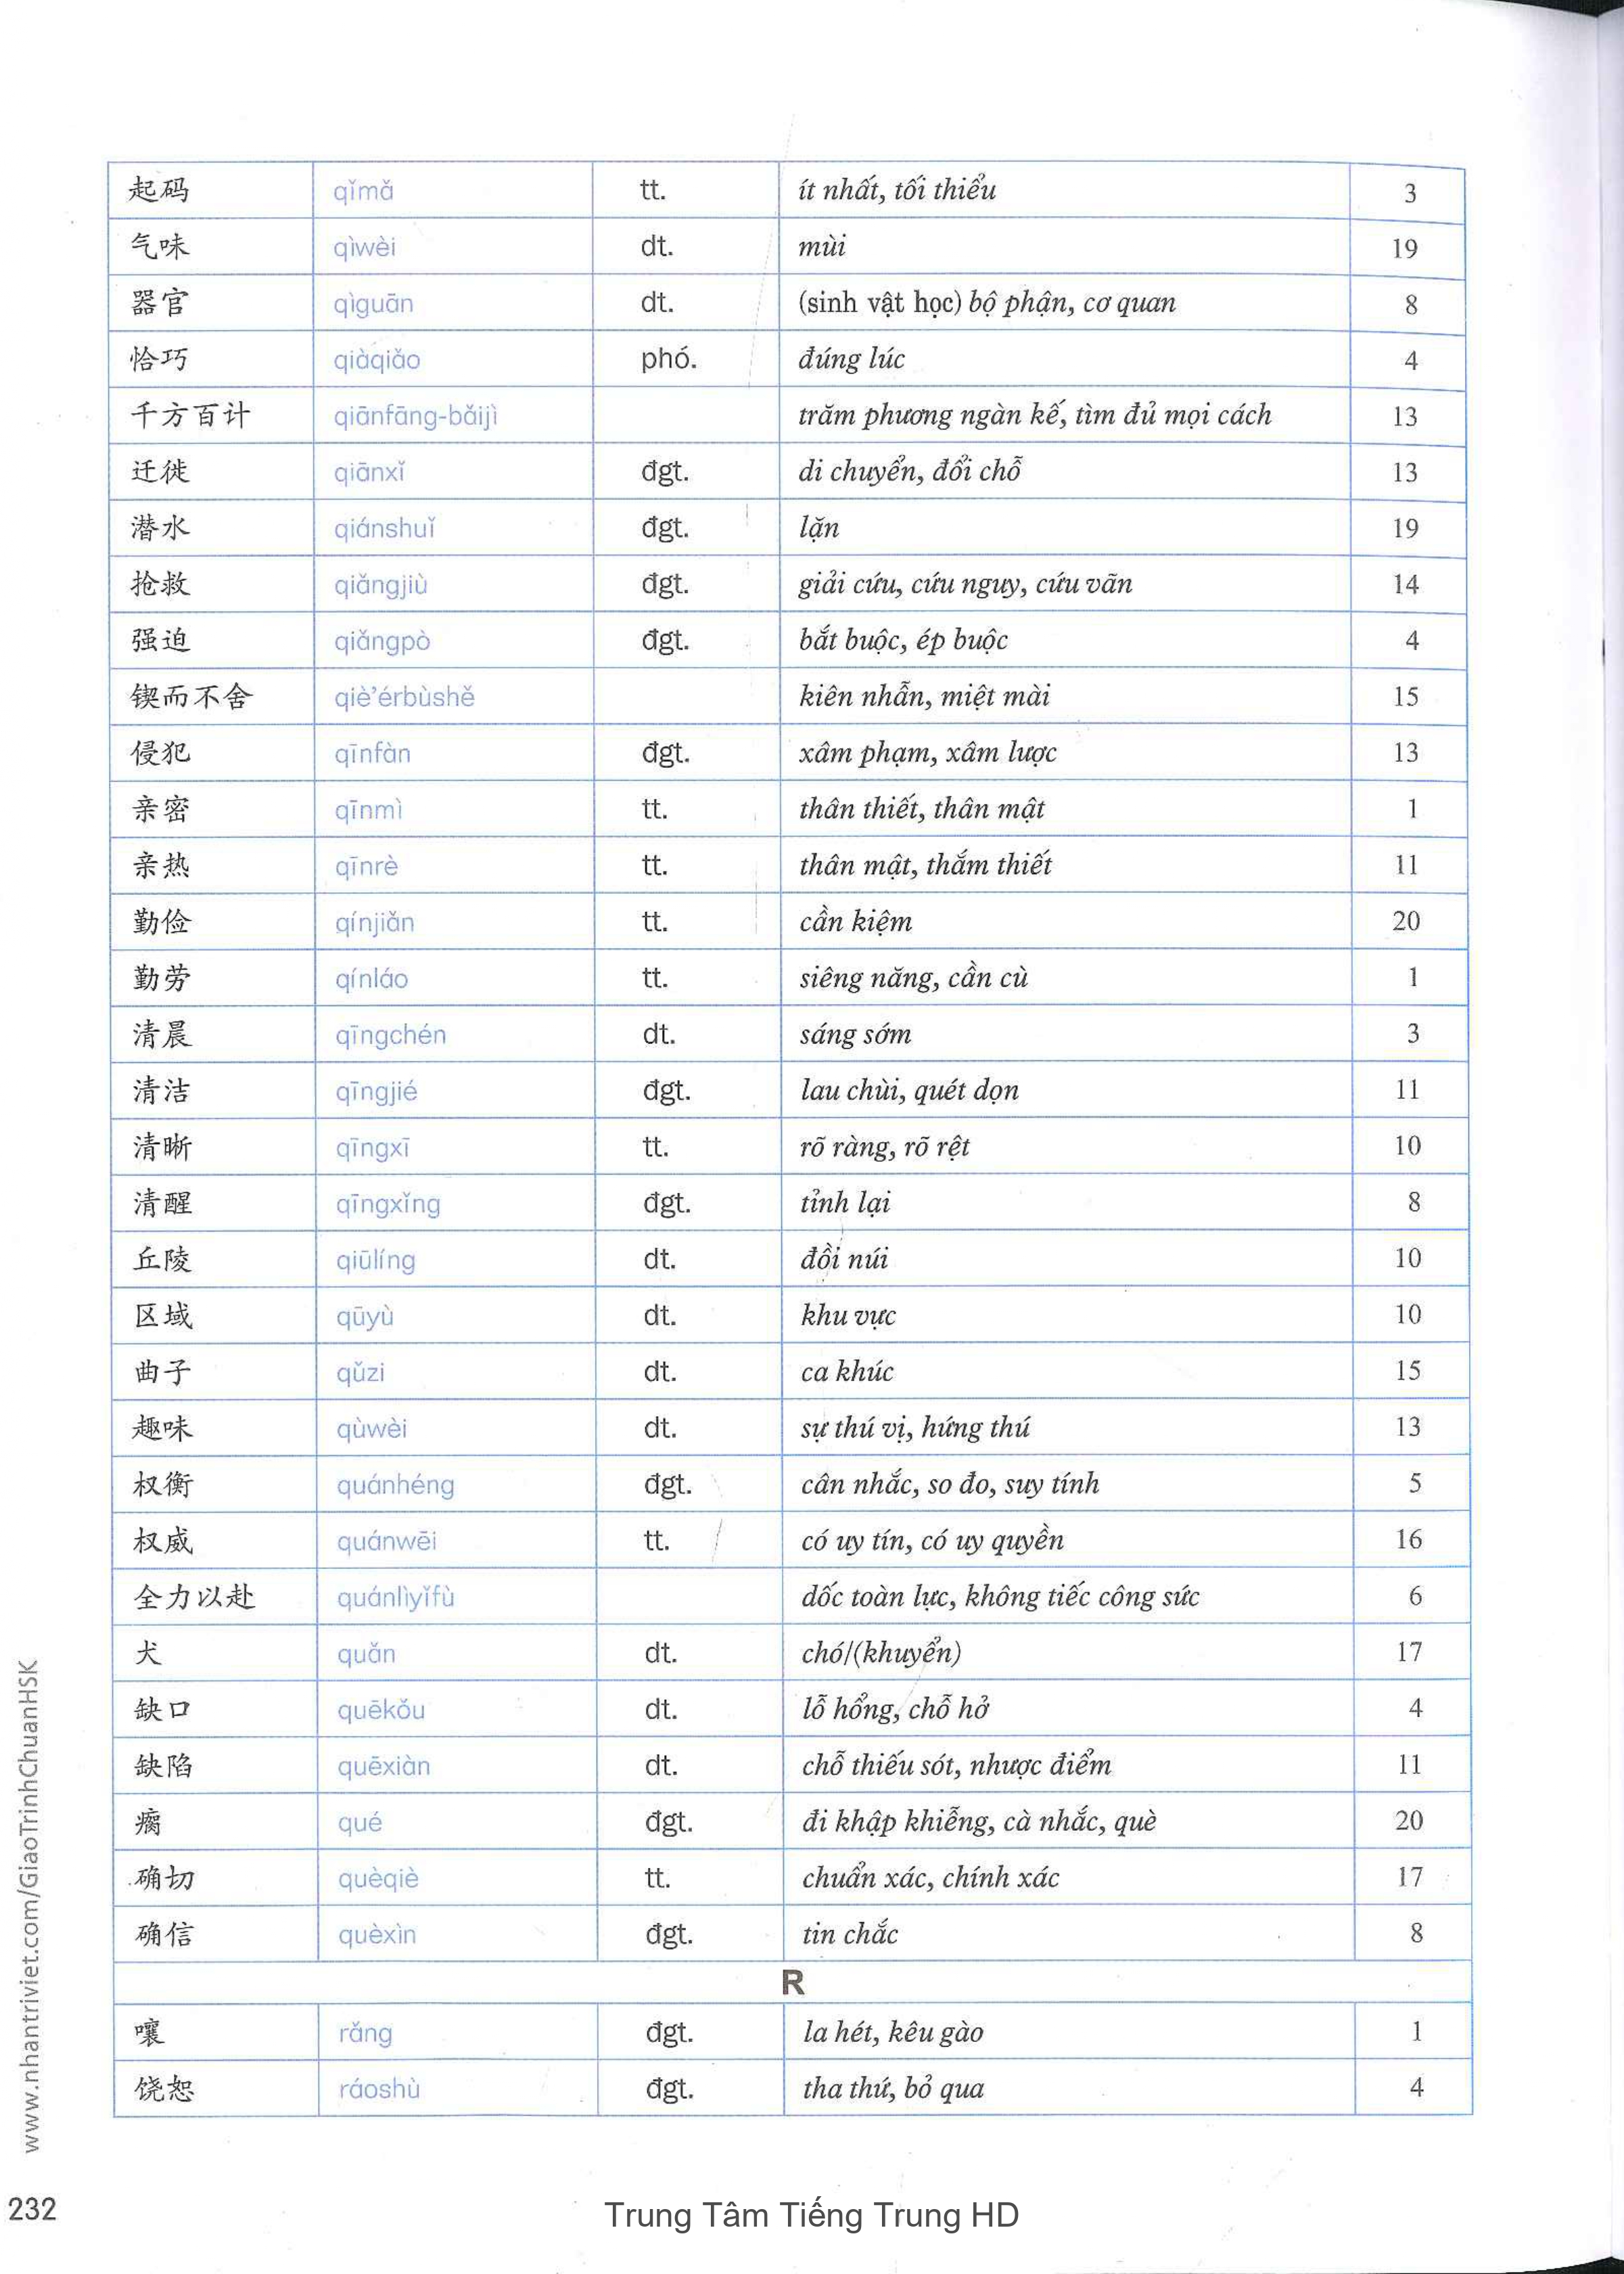 起码 qǐmǎ tt. ít nhất, tối thiểu 3
气味 qìwèi dt. mùi 19
器官 qìguān dt. (sinh vật học) bộ phận, cơ quan 8
恰巧 qiàqiǎo phó. đúng lúc 4
千方百计 qiānfāng-bǎijì trăm phương ngàn kế, tìm đủ mọi cách 13
迁徙 qiānxǐ đgt. di chuyển, đổi chỗ 13
潜水 qiánshuǐ đgt. lặn 19
抢救 qiǎngjiù đgt. giải cứu, cứu nguy, cứu vãn 14
强迫 qiǎngpò đgt. bắt buộc, ép buộc 4
锲而不舍 qiè’érbùshě kiên nhẫn, miệt mài 15
侵犯 qīnfàn đgt. xâm phạm, xâm lược 13
亲密 qīnmì tt. thân thiết, thân mật 1
亲热 qīnrè tt. thân mật, thắm thiết 11
勤俭 qínjiǎn tt. cần kiệm 20
勤劳 qínláo tt. siêng năng, cần cù 1
清晨 qīngchén dt. sáng sớm 3
清洁 qīngjié đgt. lau chùi, quét dọn 11
清晰 qīngxī tt. rõ ràng, rõ rệt 10
清醒 qīngxǐng đgt. tỉnh lại 8
丘陵 qiūlíng dt. đồi núi 10
区域 qūyù dt. khu vực 10
曲子 qǔzi dt. ca khúc 15
趣味 qùwèi dt. sự thú vị, hứng thú 13
权衡 quánhéng đgt. cân nhắc, so đo, suy tính 5
权威 quánwēi tt. có uy tín, có uy quyền 16
全力以赴 quánlìyǐfù dốc toàn lực, không tiếc công sức 6
犬 quǎn dt. chó/(khuyển) 17
缺口 quēkǒu dt. lỗ hổng, chỗ hở 4
缺陷 quēxiàn dt. chỗ thiếu sót, nhược điểm 11
瘸 qué đgt. đi khập khiễng, cà nhắc, què 20
确切 quèqiè tt. chuẩn xác, chính xác 17
确信 quèxìn đgt. tin chắc 8
R
嚷 rǎng đgt. la hét, kêu gào 1
饶恕 ráoshù đgt. tha thứ, bỏ qua 4
www.nhantriviet.com/GiaoTrinhChuanHSK
232
Trung Tâm Tiếng Trung HD